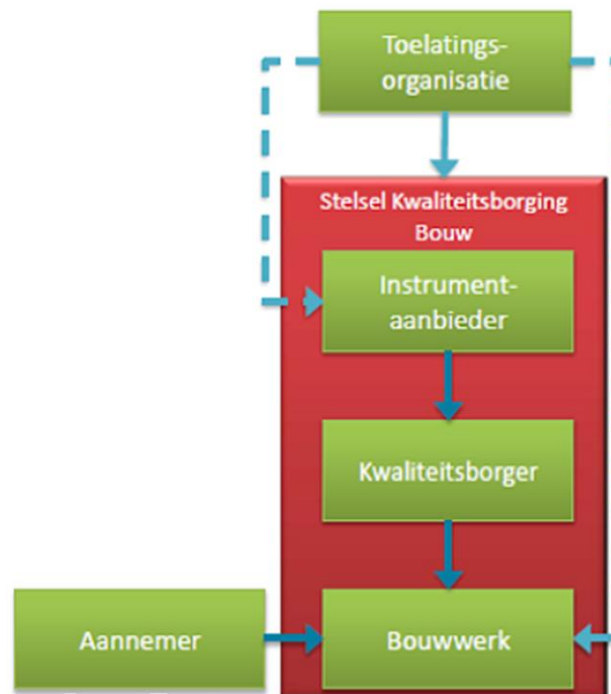 Toelatings-
organisatie
Stelsel Kwaliteitsborging
Bouw
Instrument-
aanbieder
Kwaliteitsborger
Aannemer
Bouwwerk